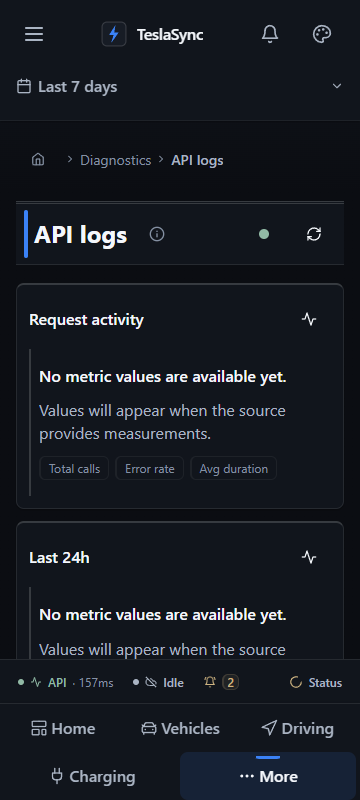 TeslaSync
Last 7 days
Diagnostics API logs
API logs
Request activity
No metric values are available yet.
Values will appear when the source
provides measurements.
Total calls Error rate Avg duration
Last 24h
No metric values are available yet.
Values will appear when the source
API · 157ms Idle 2 Status
Home Vehicles Driving
Charging More